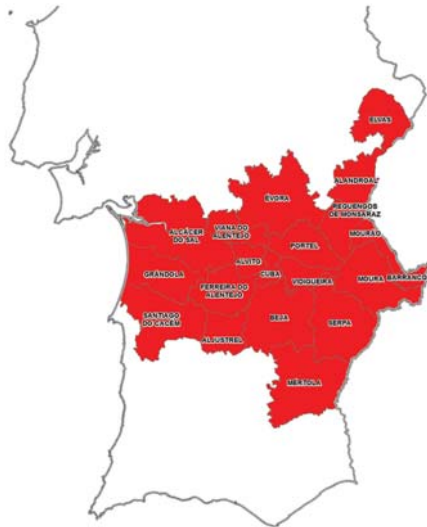 ELVAS
ALANDROAL
ÉVORA
REGUENGOS
DE MONSARAZ
ALCÁCER
DO SAL
VIANA DO
ALENTEJO
MOURÃO
PORTEL
ALVITO
GRÂNDOLA
CUBA
VIDIGUEIRA
MOURA
BARRANCOS
FERREIRA DO
ALENTEJO
SANTIAGO
DO CACÉM
BEJA
SERPA
ALJUSTREL
MÉRTOLA